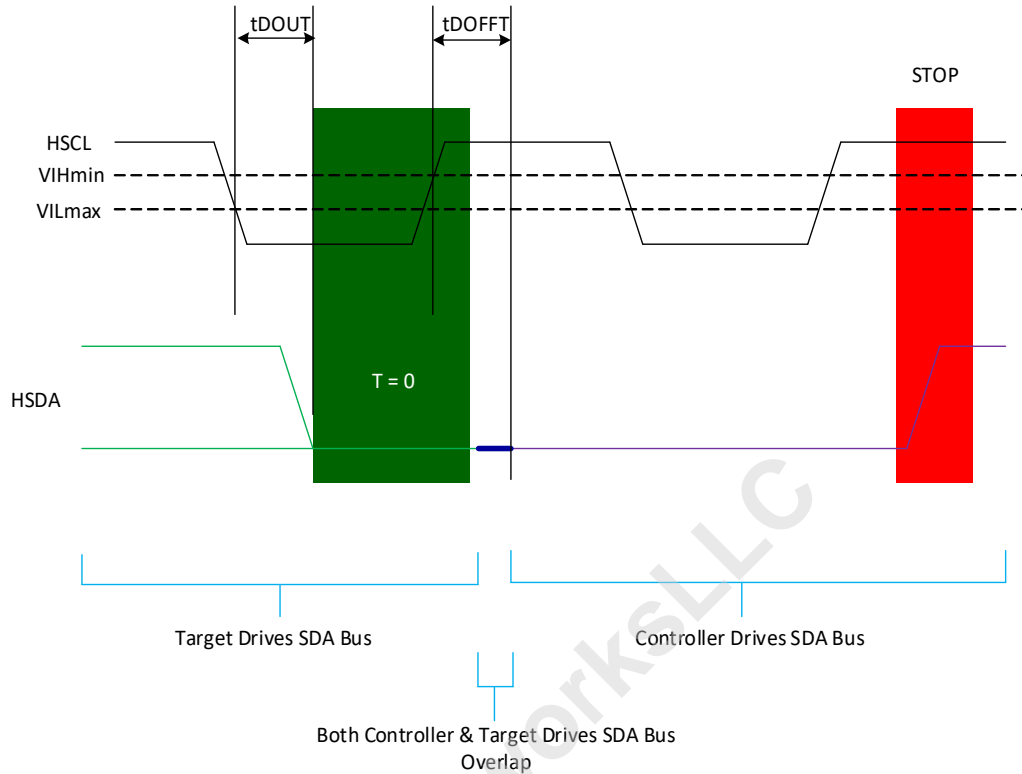 tDOUT
tDOFFT
STOP
HSCL
VIHmin
VILmax
T = 0
HSDA
Target Drives SDA Bus
Controller Drives SDA Bus
Both Controller & Target Drives SDA Bus
Overlap
orksLLC